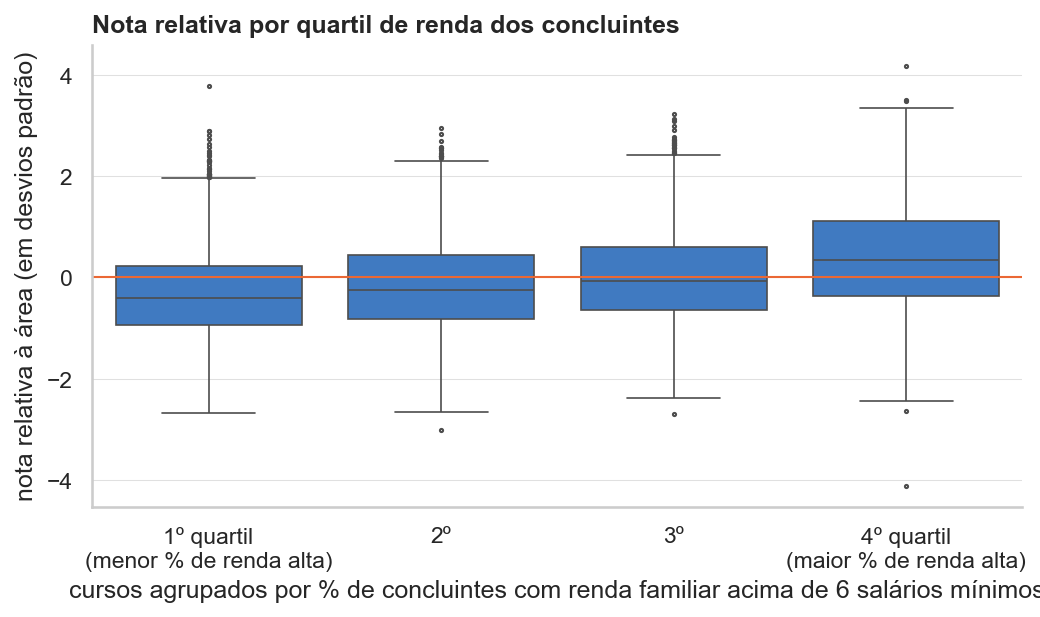 Nota relativa por quartil de renda dos concluintes
nota relativa à área (em desvios padrão)
4
2
0
−2
−4
1º quartil
(menor % de renda alta)
2º
3º
4º quartil
(maior % de renda alta)
cursos agrupados por % de concluintes com renda familiar acima de 6 salários mínimos